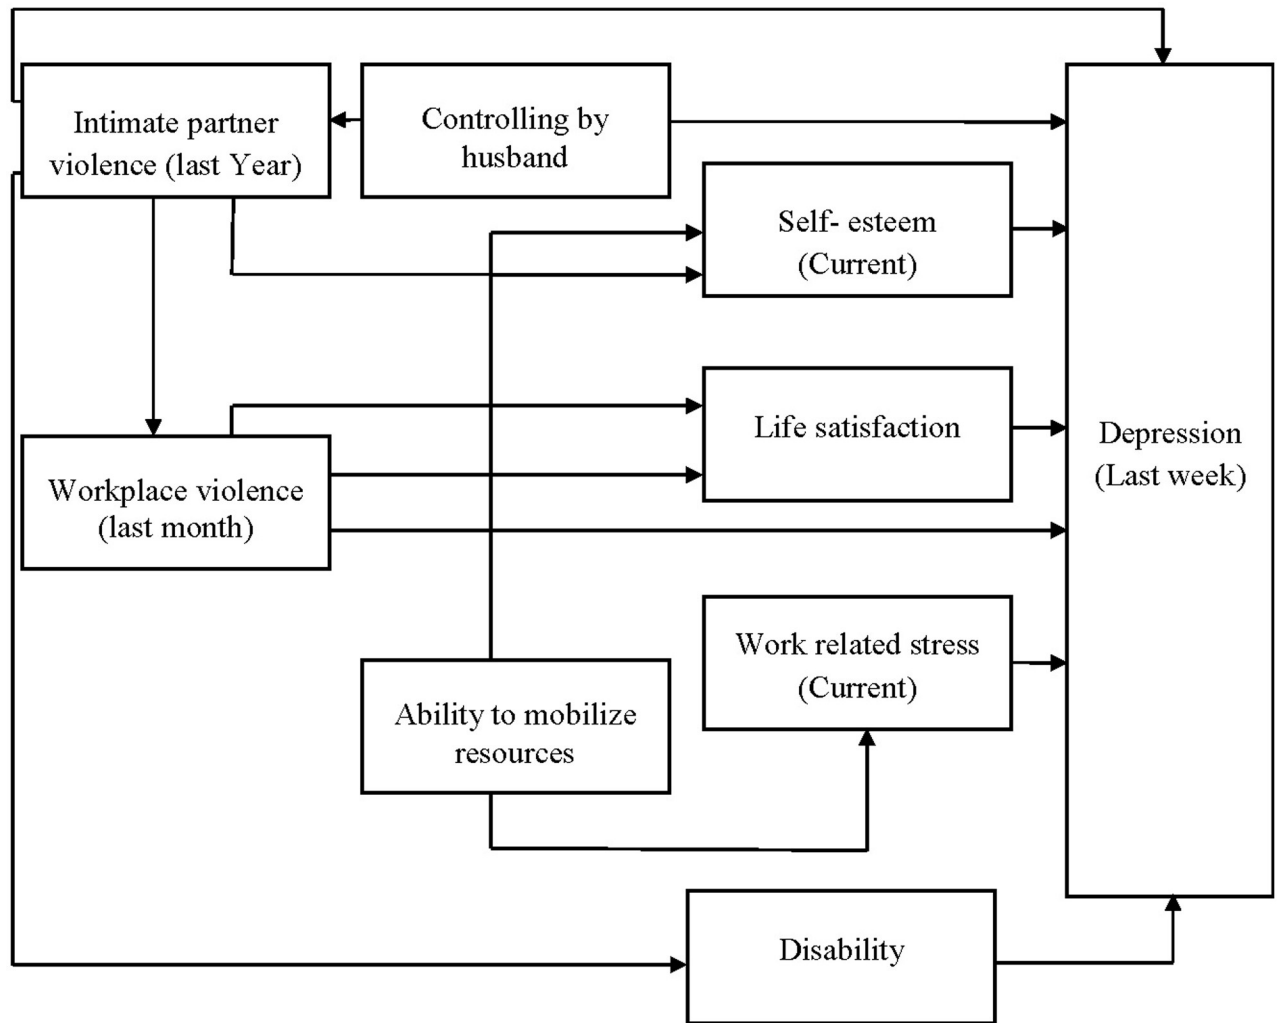 Intimate partner
violence (last Year)
Controlling by
husband
Self- esteem
(Current)
Life satisfaction
Depression
(Last week)
Workplace violence
(last month)
Work related stress
(Current)
Ability to mobilize
resources
Disability